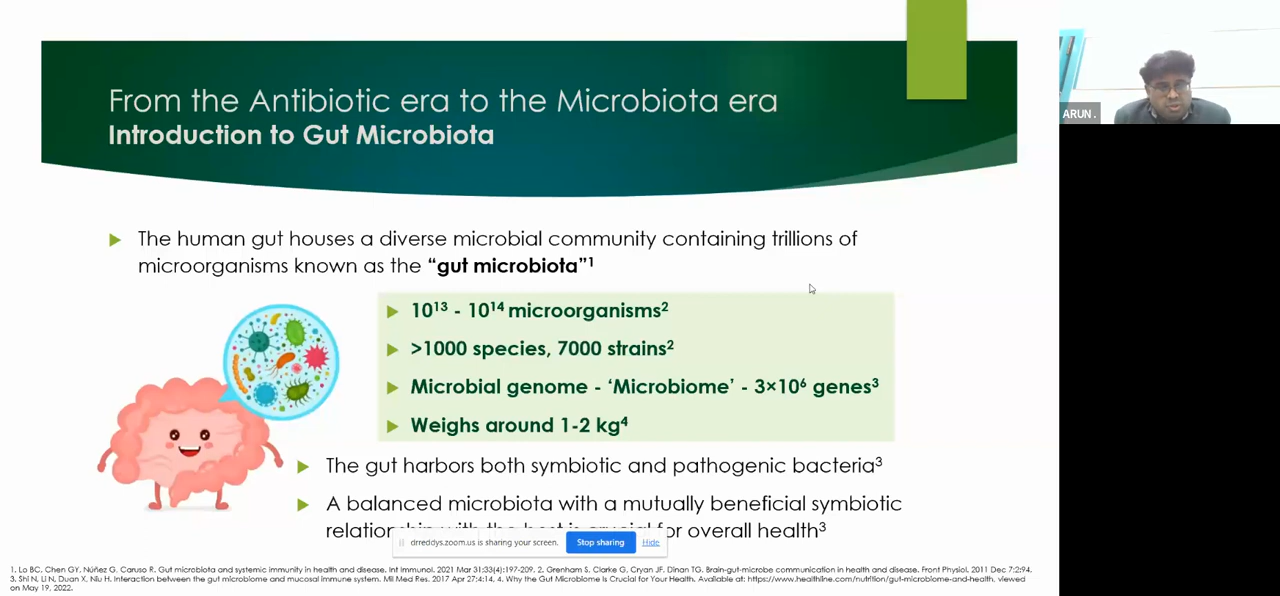 From the Antibiotic era to the Microbiota era
Introduction to Gut Microbiota
ARUN .
The human gut houses a diverse microbial community containing trillions of
microorganisms known as the “gut microbiota”¹
10¹³ - 10¹⁴ microorganisms²
>1000 species, 7000 strains²
Microbial genome - ‘Microbiome’ - 3×10⁶ genes³
Weighs around 1-2 kg⁴
The gut harbors both symbiotic and pathogenic bacteria³
A balanced microbiota with a mutually beneficial symbiotic
relationship with the host is crucial for overall health³
drreddys.zoom.us is sharing your screen. Stop sharing Hide
1. Lo BC, Chen GY, Núñez G, Caruso R. Gut microbiota and systemic immunity in health and disease. Int Immunol. 2021 Mar 31;33(4):197-209. 2. Grenham S, Clarke G, Cryan JF, Dinan TG. Brain-gut-microbe communication in health and disease. Front Physiol. 2011 Dec 7;2:94.
3. Shi N, Li N, Duan X, Niu H. Interaction between the gut microbiome and mucosal immune system. Mil Med Res. 2017 Apr 27;4:14. 4. Why the Gut Microbiome Is Crucial for Your Health. Available at: https://www.healthline.com/nutrition/gut-microbiome-and-health, viewed
on May 19, 2022.